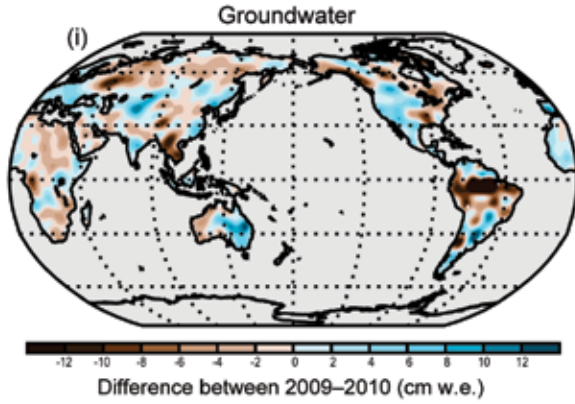 Groundwater
(i)
-12 -10 -8 -6 -4 -2 0 2 4 6 8 10 12
Difference between 2009–2010 (cm w.e.)